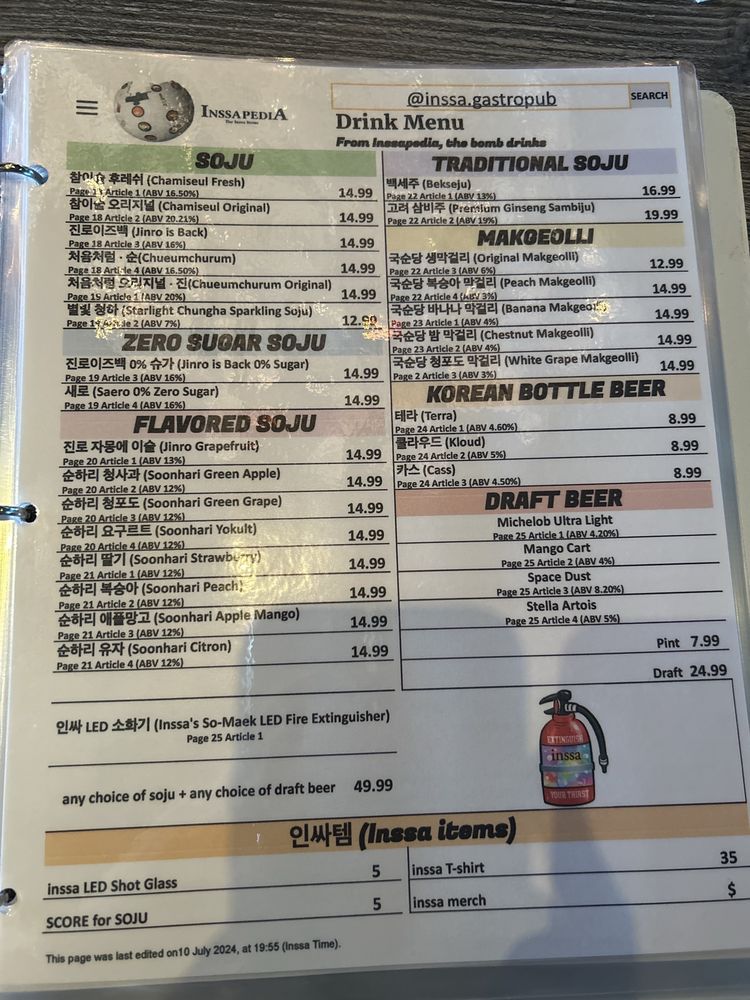 INSSAPEDIA
@inssa.gastropub
SEARCH
Drink Menu
From Inssapedia, the bomb drinks
SOJU
참이슬 후레쉬 (Chamiseul Fresh)
Article 1 (ABV 16.50%)
14.99
참이슬 오리지널 (Chamiseul Original)
Page 18 Article 2 (ABV 20.21%)
14.99
진로이즈백 (Jinro is Back)
Page 18 Article 3 (ABV 16%)
14.99
처음처럼 · 순(Chueumchurum)
Page 18 Article 4 (ABV 16.50%)
14.99
처음처럼 오리지널 · 진(Chueumchurum Original)
Page 19 Article 1 (ABV 20%)
14.99
별빛 청하 (Starlight Chungha Sparkling Soju)
Page 19 Article 2 (ABV 7%)
12.99
ZERO SUGAR SOJU
진로이즈백 0% 슈가 (Jinro is Back 0% Sugar)
Page 19 Article 3 (ABV 16%)
14.99
새로 (Saero 0% Zero Sugar)
Page 19 Article 4 (ABV 16%)
14.99
FLAVORED SOJU
진로 자몽에 이슬 (Jinro Grapefruit)
Page 20 Article 1 (ABV 13%)
14.99
순하리 청사과 (Soonhari Green Apple)
Page 20 Article 2 (ABV 12%)
14.99
순하리 청포도 (Soonhari Green Grape)
Page 20 Article 3 (ABV 12%)
14.99
순하리 요구르트 (Soonhari Yokult)
Page 20 Article 4 (ABV 12%)
14.99
순하리 딸기 (Soonhari Strawberry)
Page 21 Article 1 (ABV 12%)
14.99
순하리 복숭아 (Soonhari Peach)
Page 21 Article 2 (ABV 12%)
14.99
순하리 애플망고 (Soonhari Apple Mango)
Page 21 Article 3 (ABV 12%)
14.99
순하리 유자 (Soonhari Citron)
Page 21 Article 4 (ABV 12%)
14.99
TRADITIONAL SOJU
백세주 (Bekseju)
Page 22 Article 1 (ABV 13%)
16.99
고려 삼비주 (Premium Ginseng Sambiju)
Page 22 Article 2 (ABV 19%)
19.99
MAKGEOLLI
국순당 생막걸리 (Original Makgeolli)
Page 22 Article 3 (ABV 6%)
12.99
국순당 복숭아 막걸리 (Peach Makgeolli)
Page 22 Article 4 (ABV 3%)
14.99
국순당 바나나 막걸리 (Banana Makgeolli)
Page 23 Article 1 (ABV 4%)
14.99
국순당 밤 막걸리 (Chestnut Makgeolli)
Page 23 Article 2 (ABV 4%)
14.99
국순당 청포도 막걸리 (White Grape Makgeolli)
Page 2 Article 3 (ABV 3%)
14.99
KOREAN BOTTLE BEER
테라 (Terra)
Page 24 Article 1 (ABV 4.60%)
8.99
클라우드 (Kloud)
Page 24 Article 2 (ABV 5%)
8.99
카스 (Cass)
Page 24 Article 3 (ABV 4.50%)
8.99
DRAFT BEER
Michelob Ultra Light
Page 25 Article 1 (ABV 4.20%)
Mango Cart
Page 25 Article 2 (ABV 4%)
Space Dust
Page 25 Article 3 (ABV 8.20%)
Stella Artois
Page 25 Article 4 (ABV 5%)
Pint 7.99
Draft 24.99
인싸 LED 소화기 (Inssa's So-Maek LED Fire Extinguisher)
Page 25 Article 1
any choice of soju + any choice of draft beer 49.99
EXTINGUISH
inssa
YOUR THIRST
인싸템 (Inssa items)
inssa LED Shot Glass 5
SCORE for SOJU 5
inssa T-shirt 35
inssa merch $
This page was last edited on10 July 2024, at 19:55 (Inssa Time).